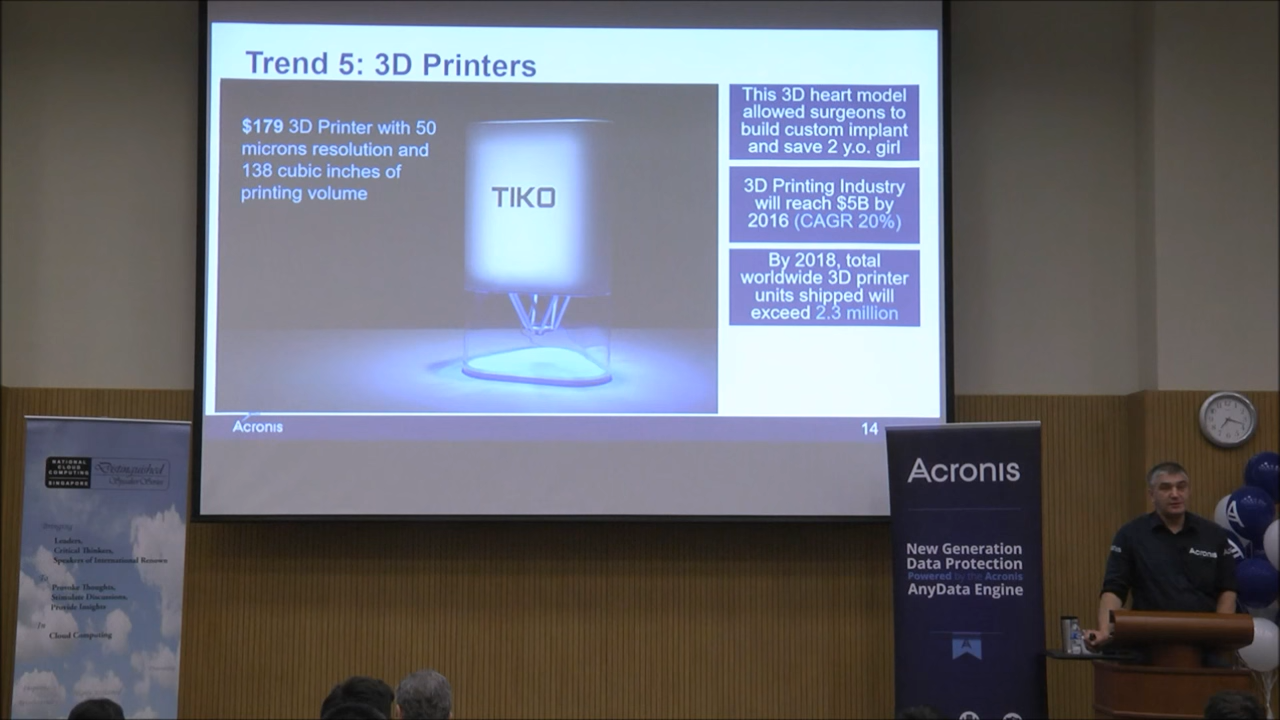 Trend 5: 3D Printers
$179 3D Printer with 50
microns resolution and
138 cubic inches of
printing volume
TIKO
This 3D heart model
allowed surgeons to
build custom implant
and save 2 y.o. girl
3D Printing Industry
will reach $5B by
2016 (CAGR 20%)
By 2018, total
worldwide 3D printer
units shipped will
exceed 2.3 million
Acronis
14
NATIONAL
CLOUD
COMPUTING
SINGAPORE
Distinguished
Speaker Series
Bringing
Leaders,
Critical Thinkers,
Speakers of International Renown
To
Provoke Thoughts,
Stimulate Discussions,
Provide Insights
In
Cloud Computing
Acronis
New Generation
Data Protection
Powered by the Acronis
AnyData Engine
A
Acronis
A